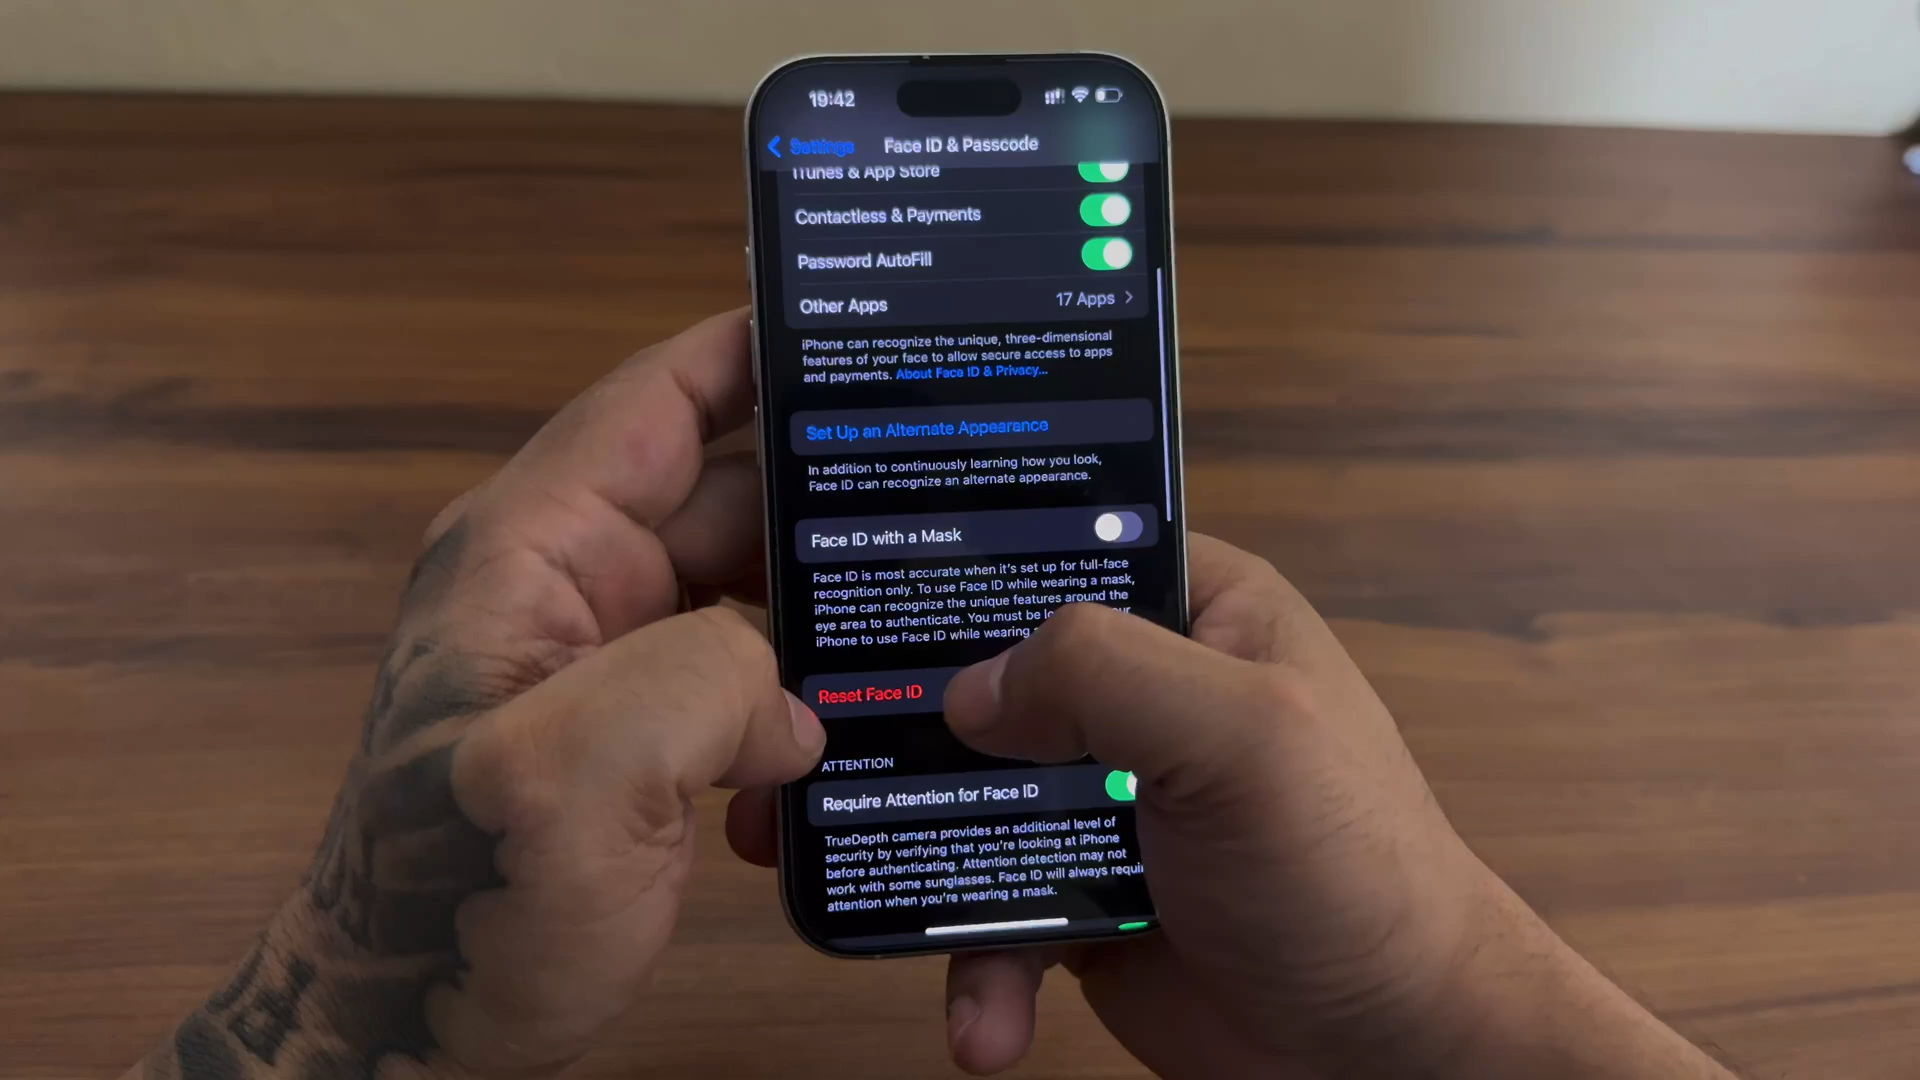 19:42
Settings
Face ID & Passcode
iTunes & App Store
Contactless & Payments
Password AutoFill
Other Apps
17 Apps
iPhone can recognize the unique, three-dimensional
features of your face to allow secure access to apps
and payments. About Face ID & Privacy...
Set Up an Alternate Appearance
In addition to continuously learning how you look,
Face ID can recognize an alternate appearance.
Face ID with a Mask
Face ID is most accurate when it's set up for full-face
recognition only. To use Face ID while wearing a mask,
iPhone can recognize the unique features around the
eye area to authenticate. You must be
iPhone to use Face ID while wearing
Reset Face ID
ATTENTION
Require Attention for Face ID
TrueDepth camera provides an additional level of
security by verifying that you're looking at iPhone
before authenticating. Attention detection may not
work with some sunglasses. Face ID will always requi
attention when you're wearing a mask.